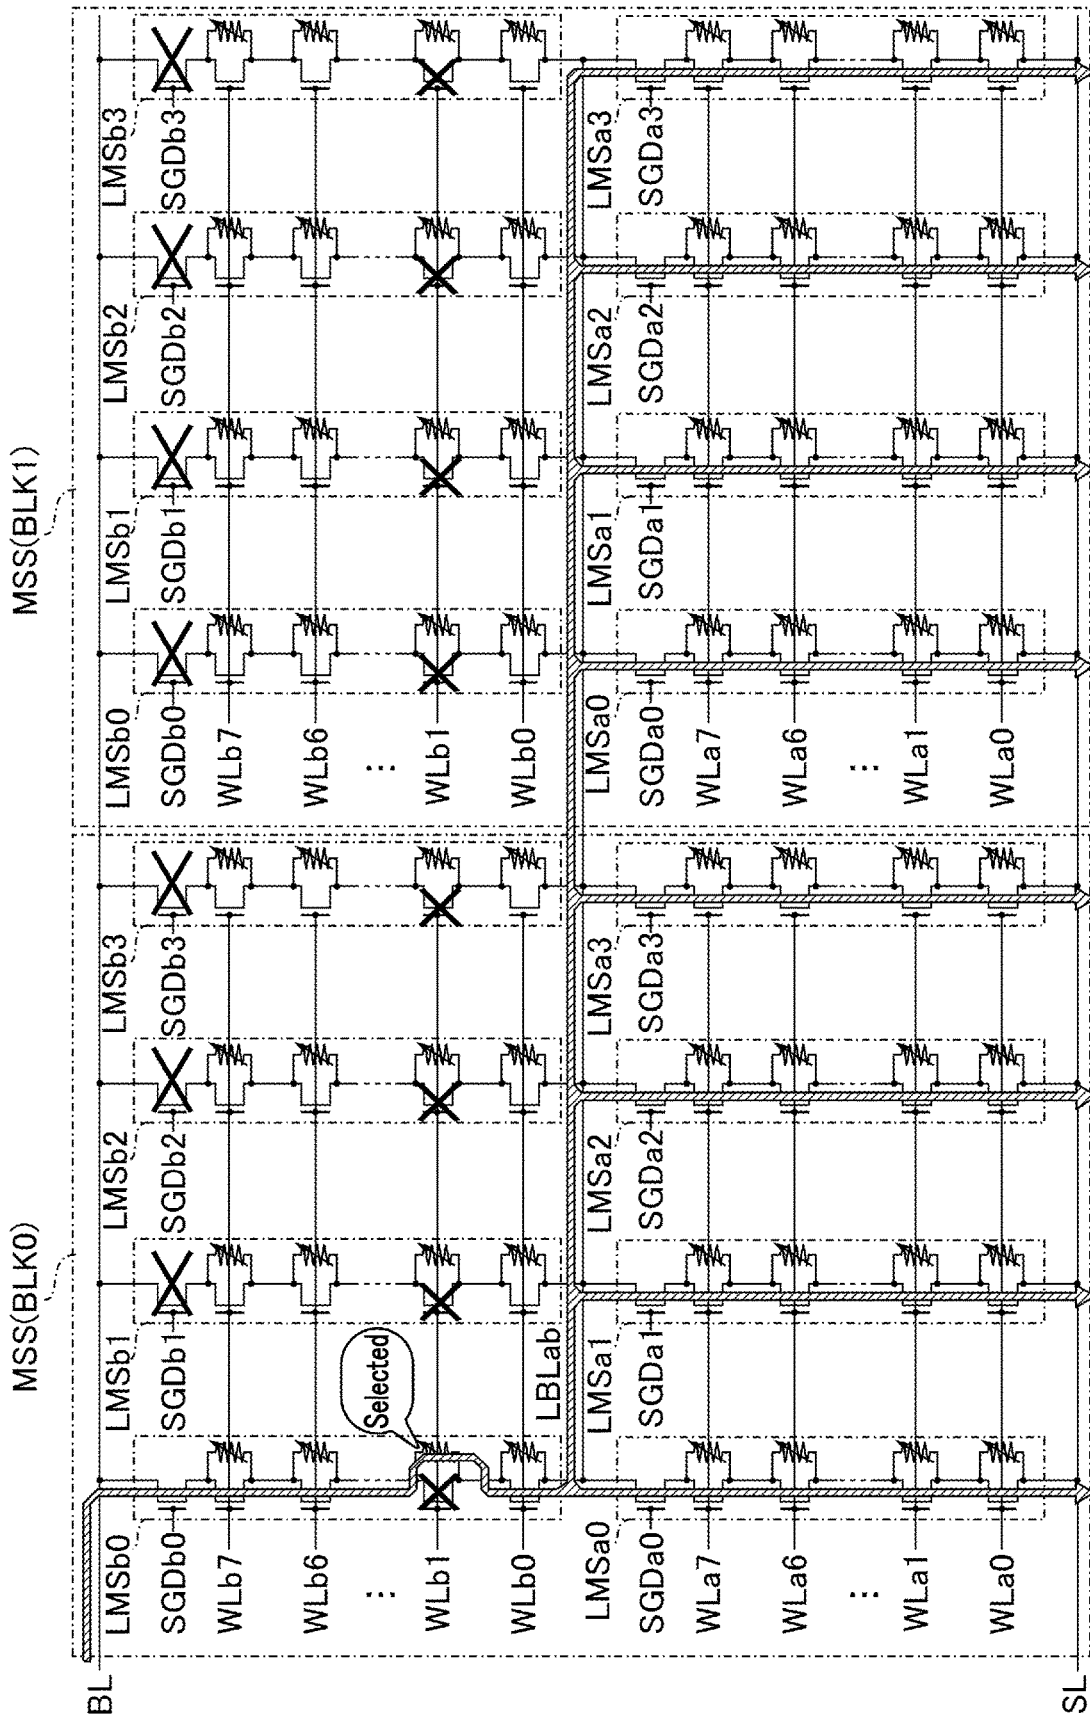 MSS(BLK0)
MSS(BLK1)
BL
LMSb0
LMSb1
LMSb2
LMSb3
LMSb0
LMSb1
LMSb2
LMSb3
SGDb0
SGDb1
SGDb2
SGDb3
SGDb0
SGDb1
SGDb2
SGDb3
WLb7
WLb7
WLb6
WLb6
Selected
...
...
WLb1
WLb1
WLb0
WLb0
LBLab
LMSa0
LMSa1
LMSa2
LMSa3
LMSa0
LMSa1
LMSa2
LMSa3
SGDa0
SGDa1
SGDa2
SGDa3
SGDa0
SGDa1
SGDa2
SGDa3
WLa7
WLa7
WLa6
WLa6
...
...
WLa1
WLa1
WLa0
WLa0
SL